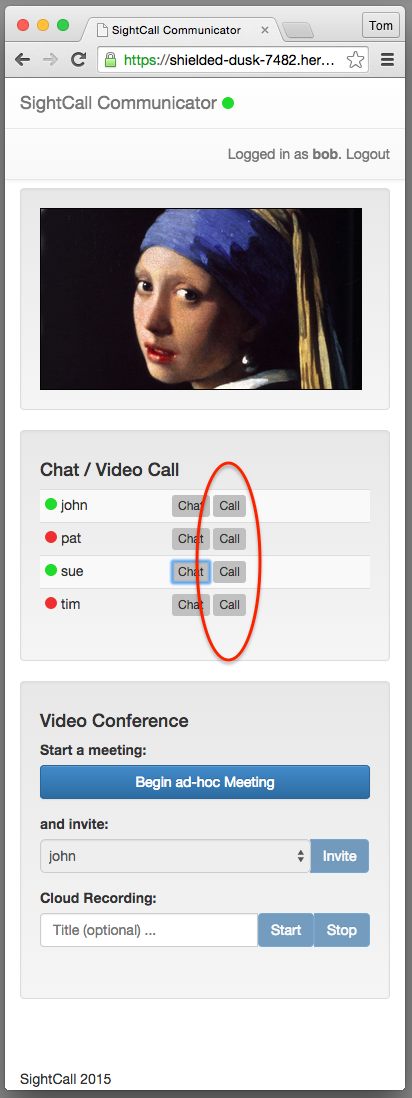 SightCall Communicator
Tom
https://shielded-dusk-7482.her...
SightCall Communicator
Logged in as bob. Logout
Chat / Video Call
john Chat Call
pat Chat Call
sue Chat Call
tim Chat Call
Video Conference
Start a meeting:
Begin ad-hoc Meeting
and invite:
john Invite
Cloud Recording:
Title (optional) ... Start Stop
SightCall 2015